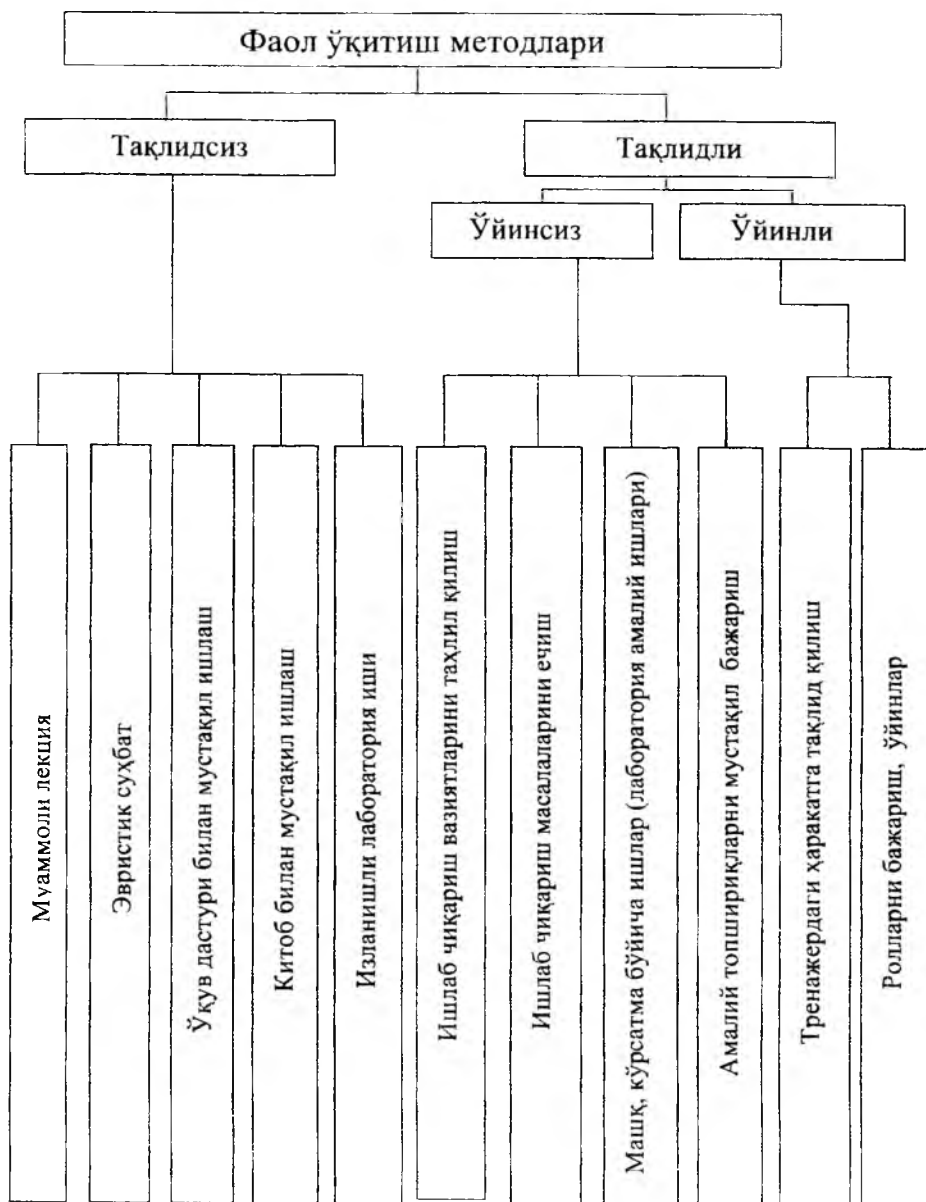 Фаол ўқитиш методлари
Тақлидсиз
Тақлидли
Ўйинсиз
Ўйинли
Муаммоли лекция
Эвристик суҳбат
Ўқув дастури билан мустақил ишлаш
Китоб билан мустақил ишлаш
Изланишли лаборатория иши
Ишлаб чиқариш вазиятларини таҳлил қилиш
Ишлаб чиқариш масалаларини ечиш
Машқ, кўрсатма бўйича ишлар (лаборатория амалий ишлари)
Амалий топшириқларни мустақил бажариш
Тренажердаги ҳаракатга тақлид қилиш
Ролларни бажариш, ўйинлар